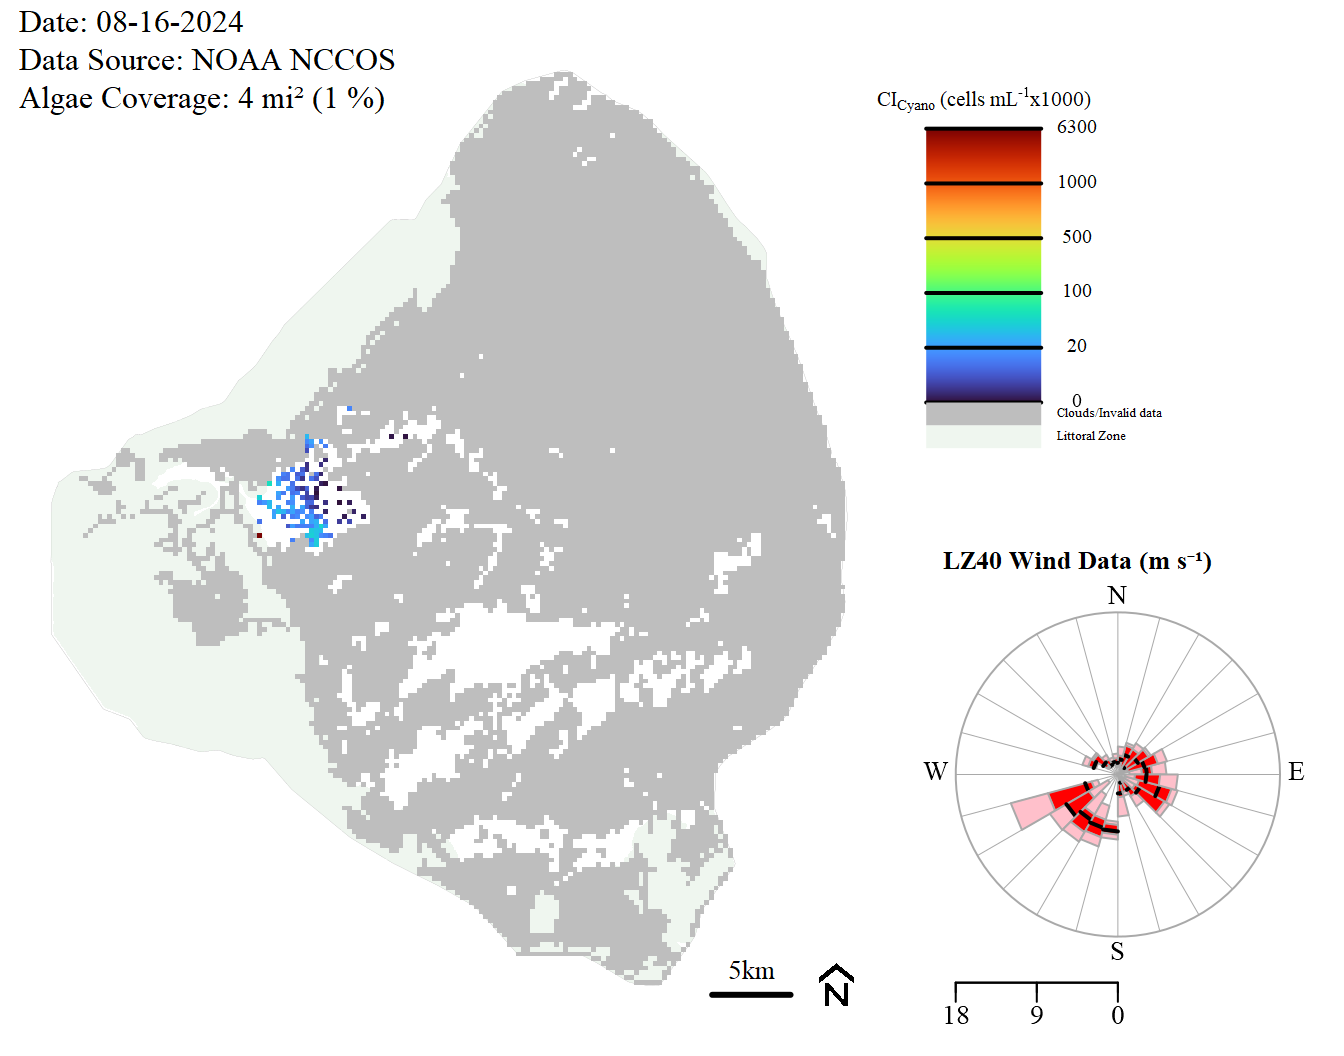 Date: 08-16-2024
Data Source: NOAA NCCOS
Algae Coverage: 4 mi² (1 %)
CI_Cyano (cells mL⁻¹x1000)
6300
1000
500
100
20
0
Clouds/Invalid data
Littoral Zone
LZ40 Wind Data (m s⁻¹)
N
W
E
S
5km
N
18 9 0